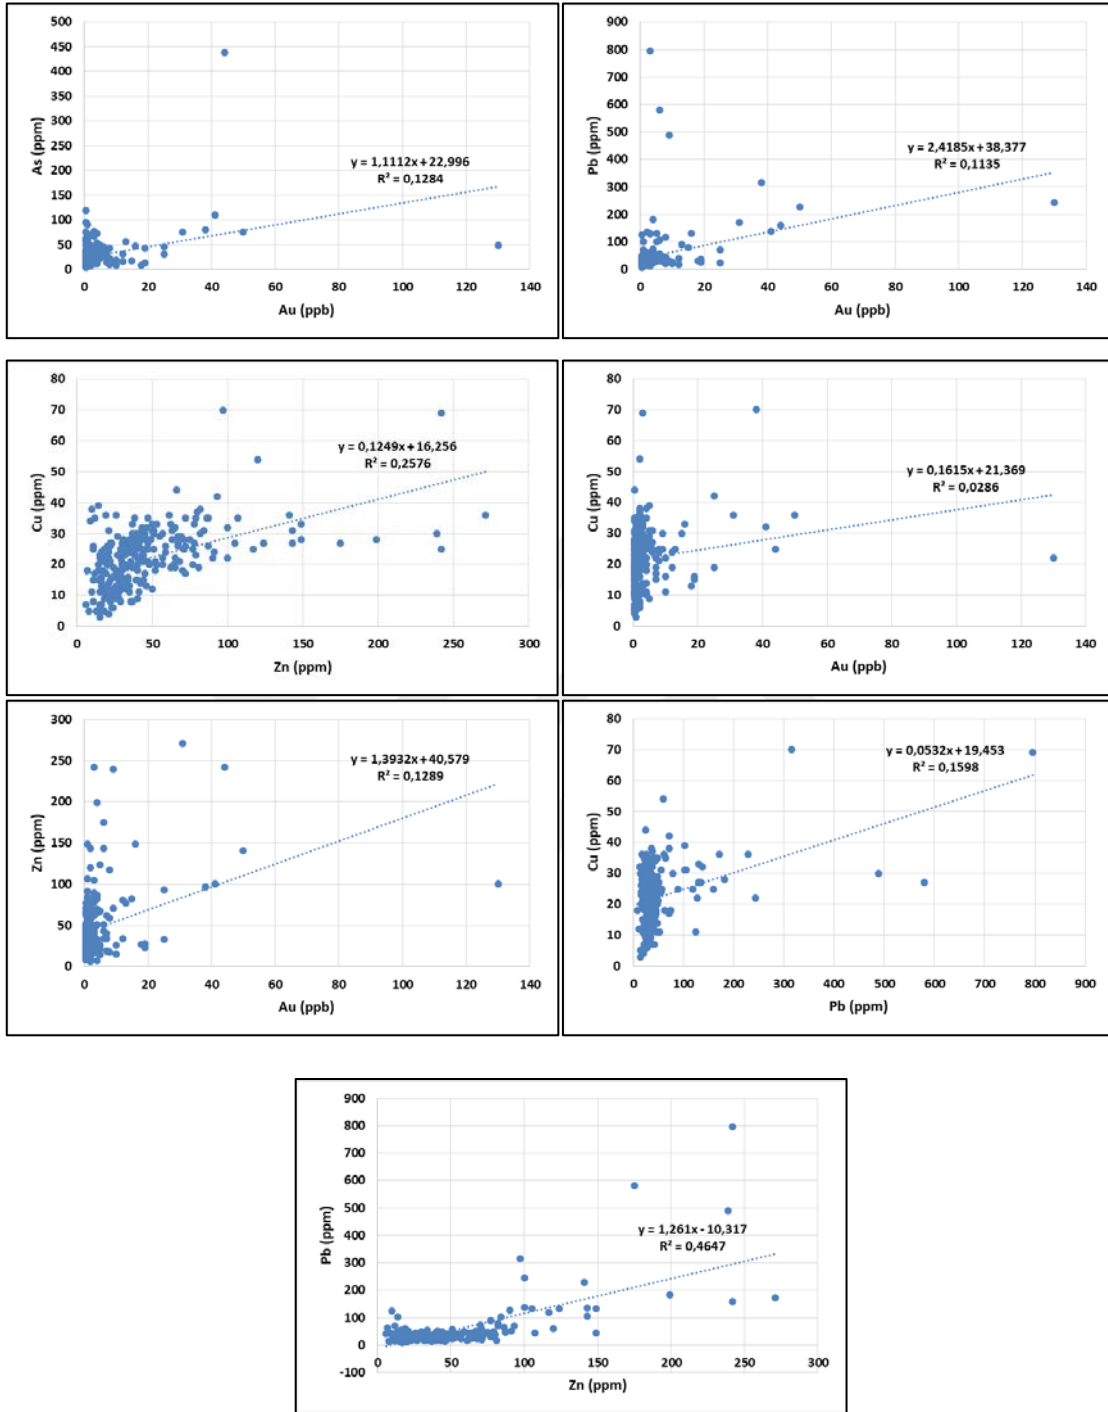 500
450
400
350
300
250
200
150
100
50
0
As (ppm)
y = 1,1112x + 22,996
R² = 0,1284
0 20 40 60 80 100 120 140
Au (ppb)
900
800
700
600
500
400
300
200
100
0
Pb (ppm)
y = 2,4185x + 38,377
R² = 0,1135
0 20 40 60 80 100 120 140
Au (ppb)
80
70
60
50
40
30
20
10
0
Cu (ppm)
y = 0,1249x + 16,256
R² = 0,2576
0 50 100 150 200 250 300
Zn (ppm)
80
70
60
50
40
30
20
10
0
Cu (ppm)
y = 0,1615x + 21,369
R² = 0,0286
0 20 40 60 80 100 120 140
Au (ppb)
300
250
200
150
100
50
0
Zn (ppm)
y = 1,3932x + 40,579
R² = 0,1289
0 20 40 60 80 100 120 140
Au (ppb)
80
70
60
50
40
30
20
10
0
Cu (ppm)
y = 0,0532x + 19,453
R² = 0,1598
0 100 200 300 400 500 600 700 800 900
Pb (ppm)
900
800
700
600
500
400
300
200
100
0
-100
Pb (ppm)
y = 1,261x - 10,317
R² = 0,4647
0 50 100 150 200 250 300
Zn (ppm)